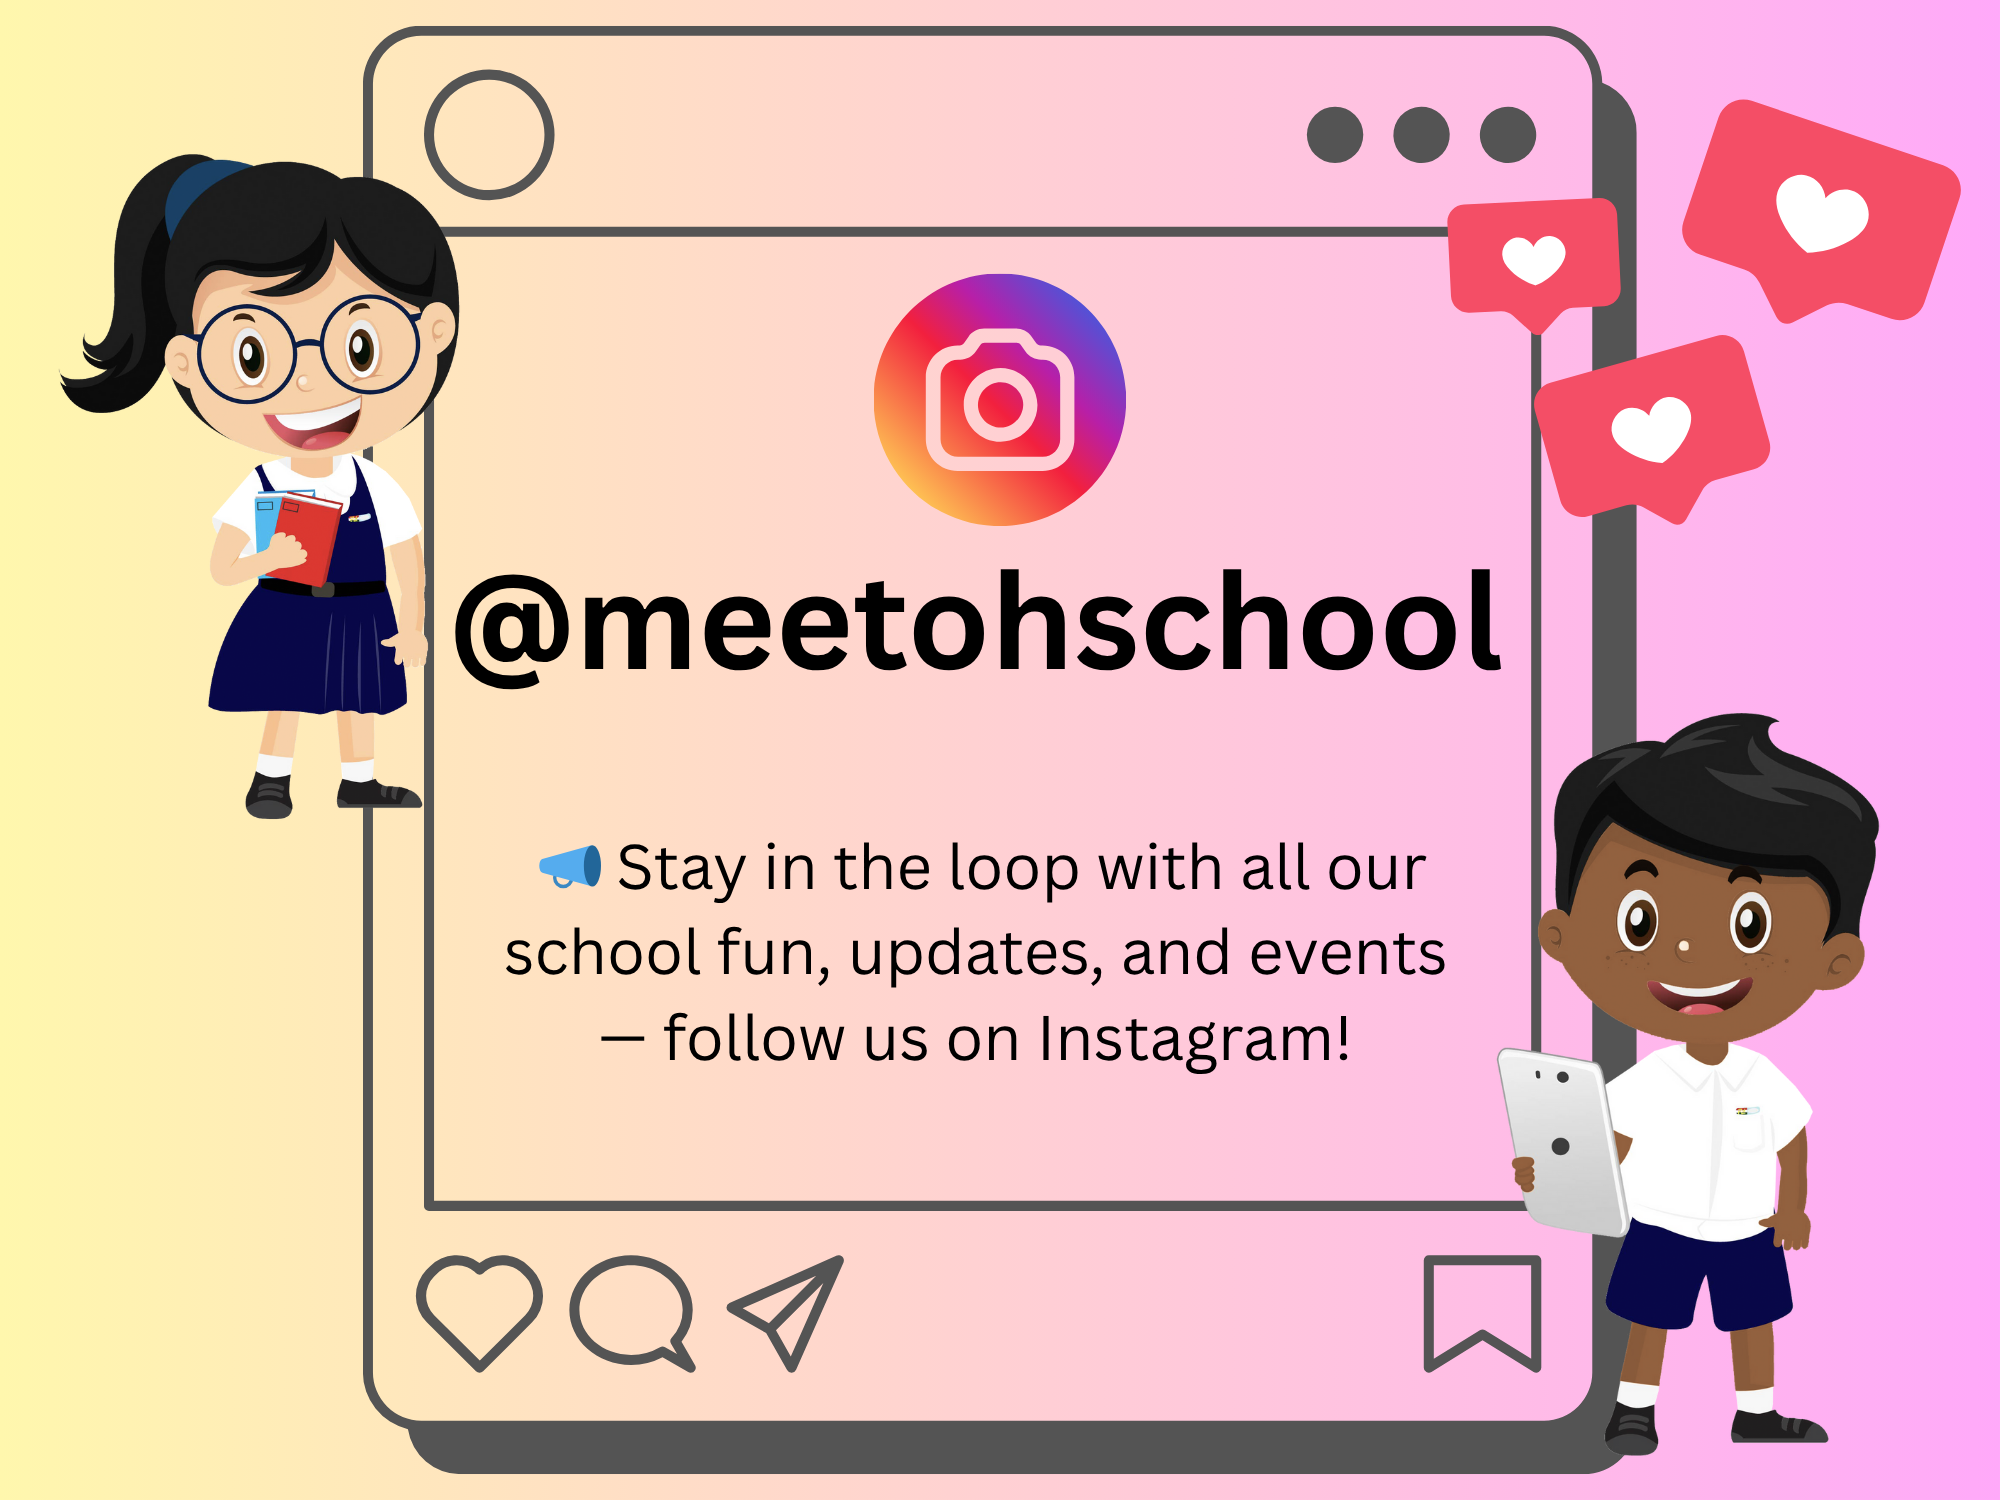 @meetohschool
📢 Stay in the loop with all our
school fun, updates, and events
— follow us on Instagram!